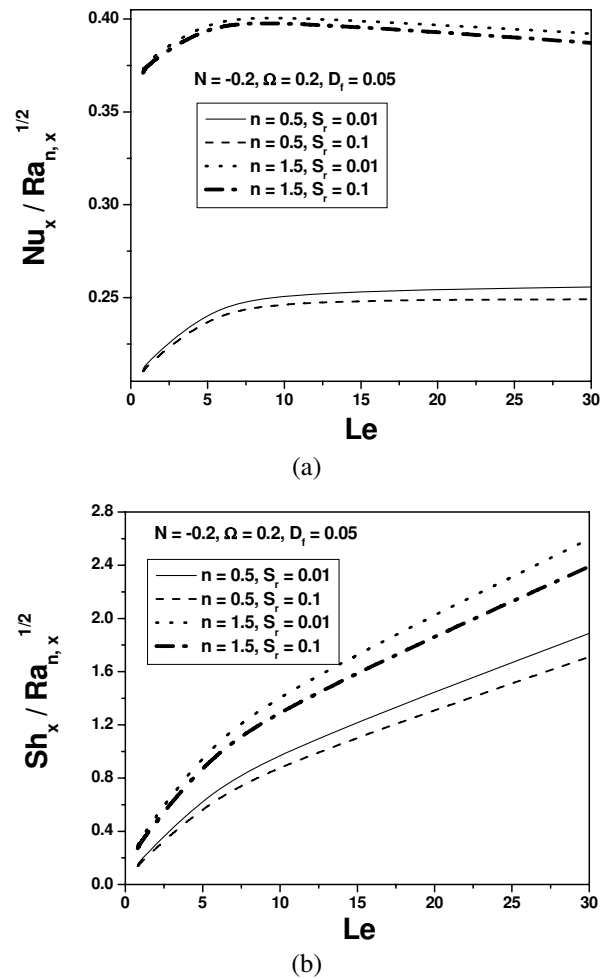 0.40
0.35
0.30
0.25
0 5 10 15 20 25 30
Nu_x / Ra_{n, x}^{1/2}
N = -0.2, Ω = 0.2, D_f = 0.05
n = 0.5, S_r = 0.01
n = 0.5, S_r = 0.1
n = 1.5, S_r = 0.01
n = 1.5, S_r = 0.1
Le
(a)
2.8
2.4
2.0
1.6
1.2
0.8
0.4
0.0
0 5 10 15 20 25 30
Sh_x / Ra_{n, x}^{1/2}
N = -0.2, Ω = 0.2, D_f = 0.05
n = 0.5, S_r = 0.01
n = 0.5, S_r = 0.1
n = 1.5, S_r = 0.01
n = 1.5, S_r = 0.1
Le
(b)